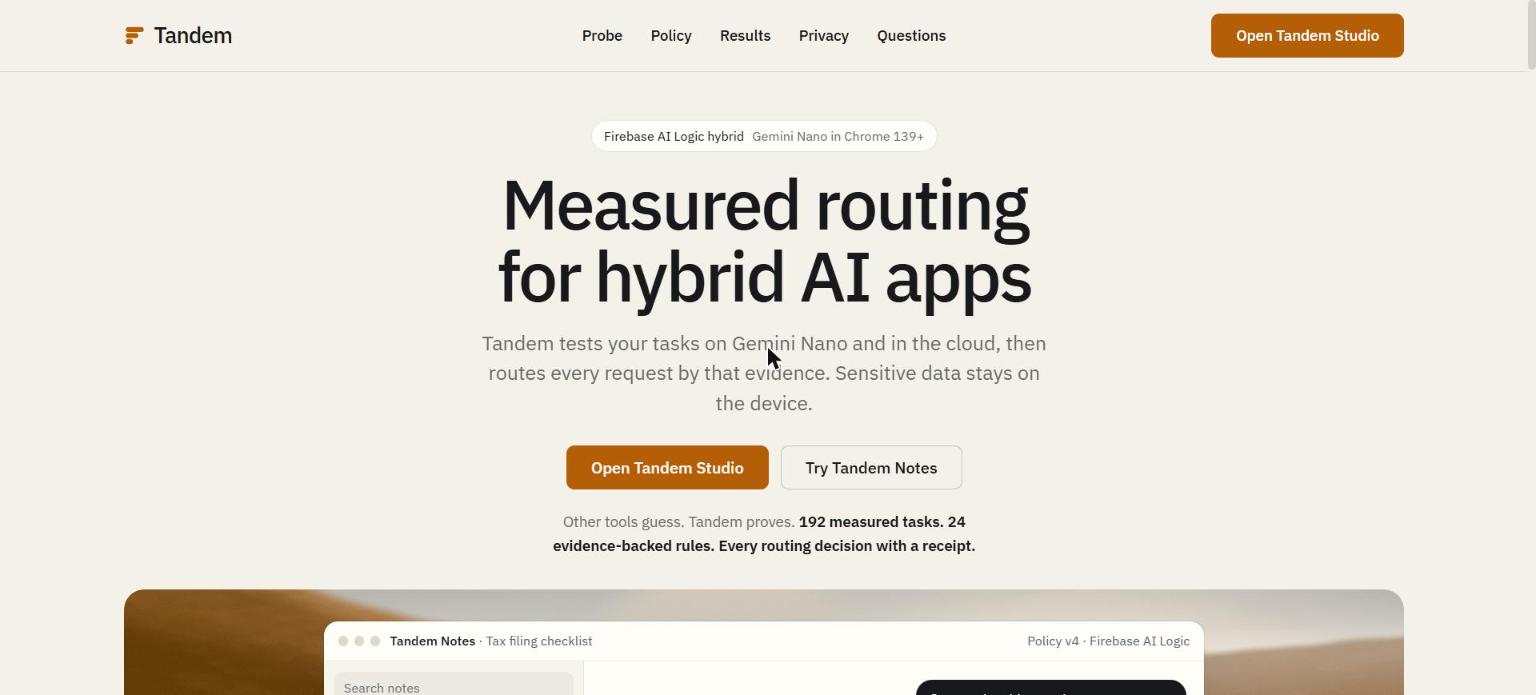 Tandem
Probe
Policy
Results
Privacy
Questions
Open Tandem Studio
Firebase AI Logic hybrid Gemini Nano in Chrome 139+
Measured routing
for hybrid AI apps
Tandem tests your tasks on Gemini Nano and in the cloud, then
routes every request by that evidence. Sensitive data stays on
the device.
Open Tandem Studio
Try Tandem Notes
Other tools guess. Tandem proves. 192 measured tasks. 24
evidence-backed rules. Every routing decision with a receipt.
Tandem Notes · Tax filing checklist
Policy v4 · Firebase AI Logic
Search notes